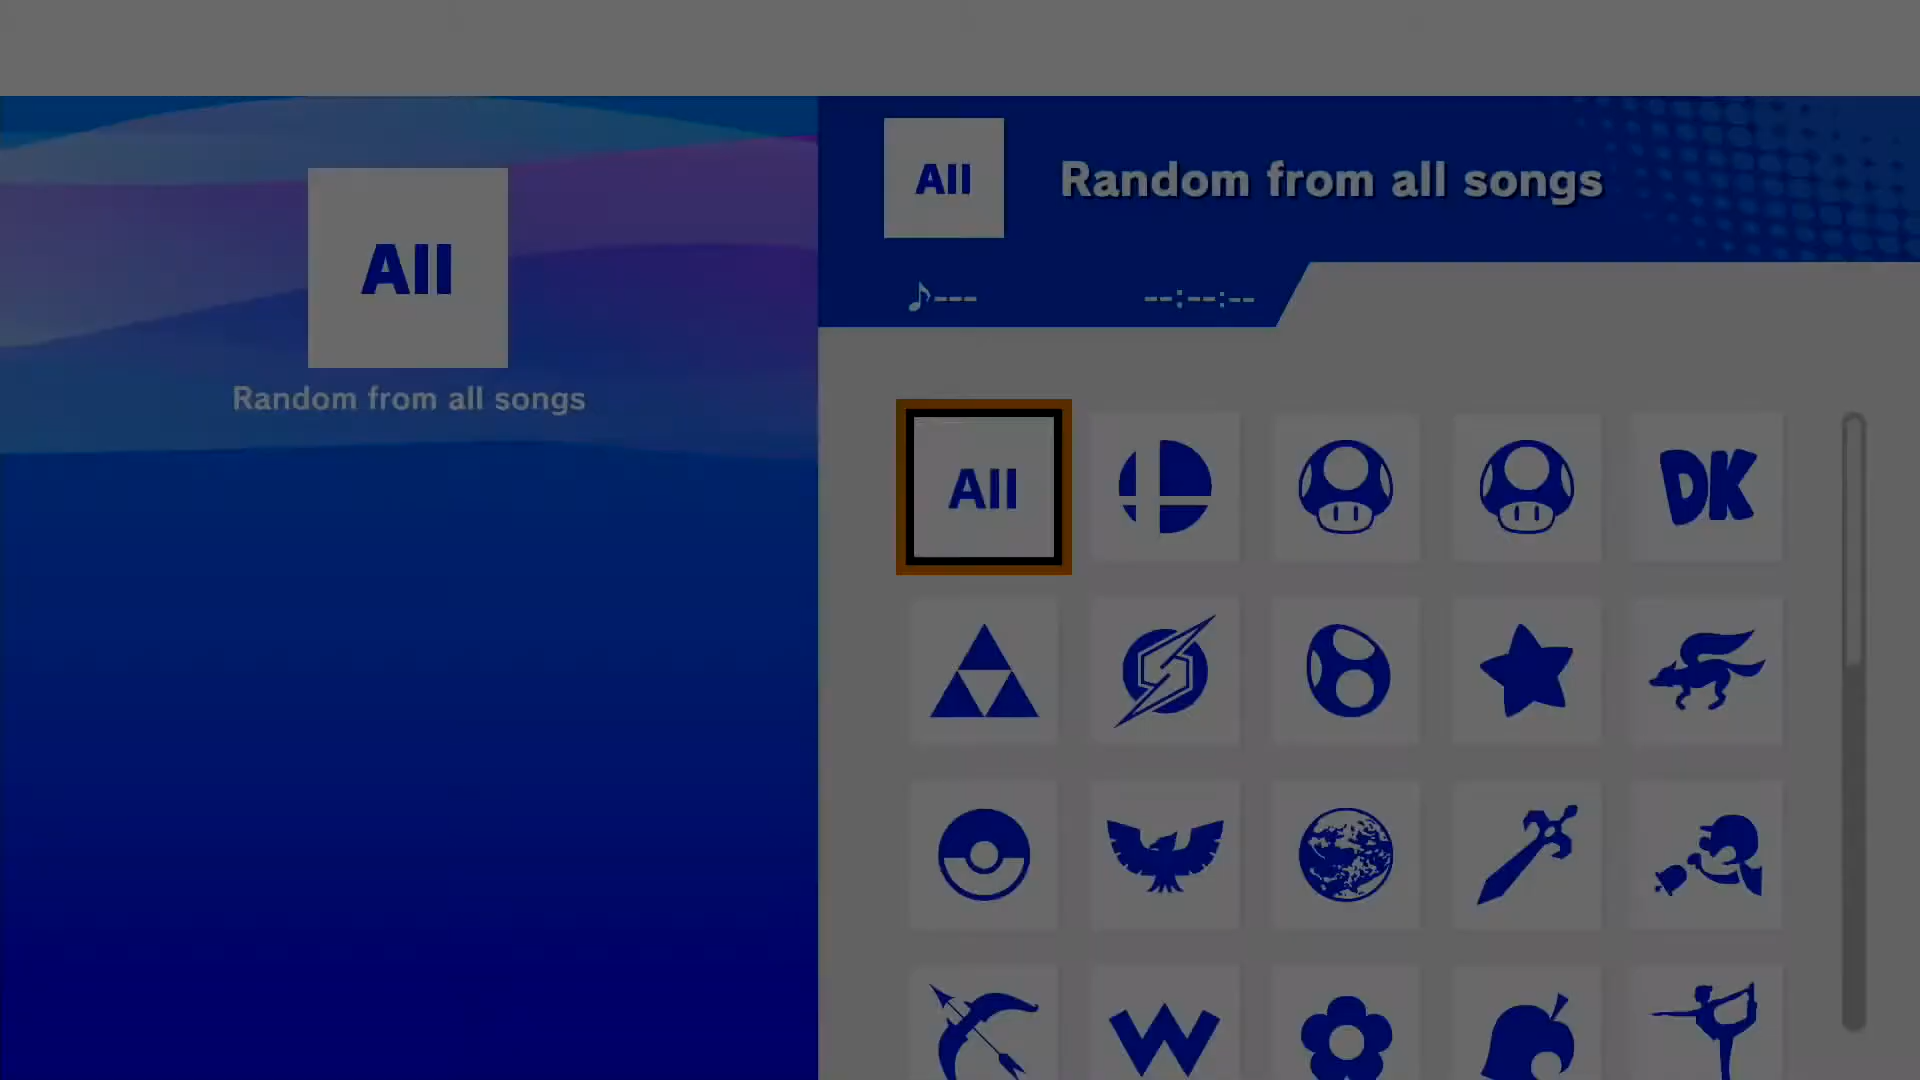 All
Random from all songs
All
Random from all songs
♪---
--:--:--
All
DK